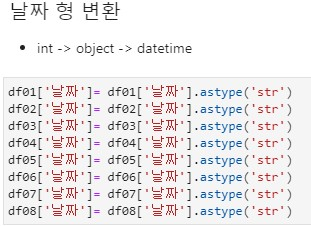 날짜 형 변환
• int -> object -> datetime
df01['날짜']= df01['날짜'].astype('str')
df02['날짜']= df02['날짜'].astype('str')
df03['날짜']= df03['날짜'].astype('str')
df04['날짜']= df04['날짜'].astype('str')
df05['날짜']= df05['날짜'].astype('str')
df06['날짜']= df06['날짜'].astype('str')
df07['날짜']= df07['날짜'].astype('str')
df08['날짜']= df08['날짜'].astype('str')